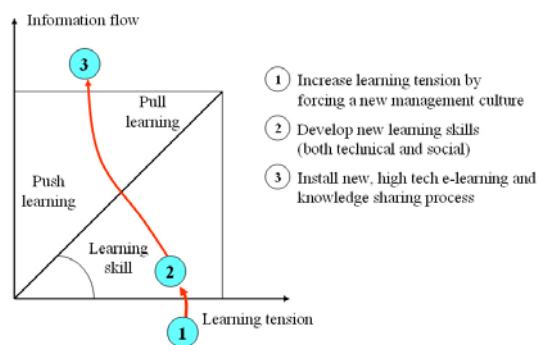 Information flow
3
Pull
learning
Push
learning
Learning
skill
2
1
Learning tension
1 Increase learning tension by
forcing a new management culture
2 Develop new learning skills
(both technical and social)
3 Install new, high tech e-learning and
knowledge sharing process